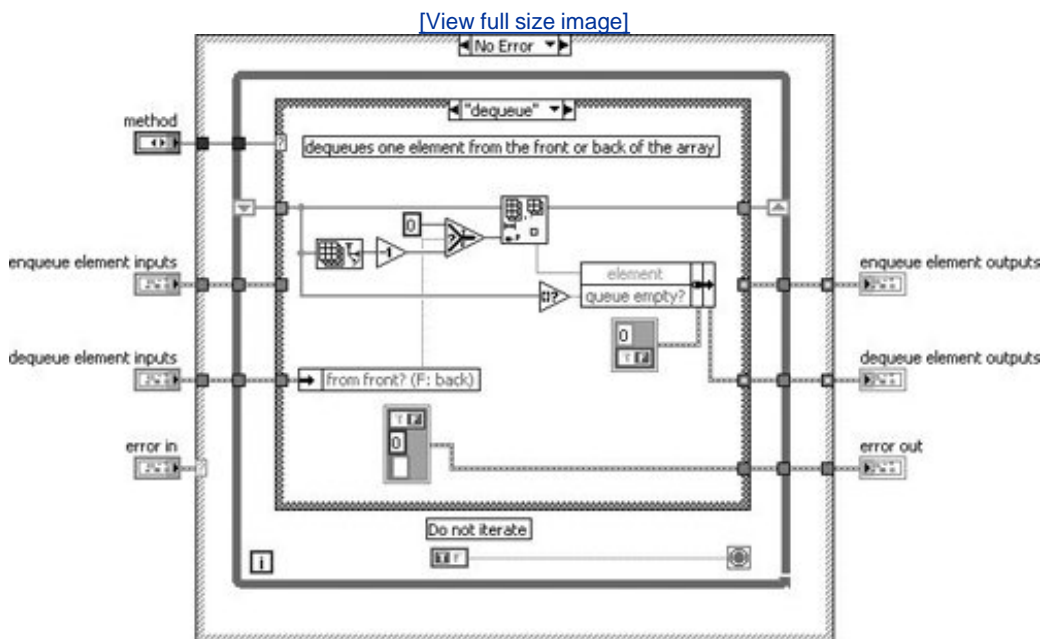 [View full size image]
No Error
"dequeue"
method
dequeues one element from the front or back of the array
0
-1
enqueue element inputs
element
queue empty?
enqueue element outputs
0
dequeue element inputs
from front? (F: back)
dequeue element outputs
0
error in
error out
Do not iterate
i